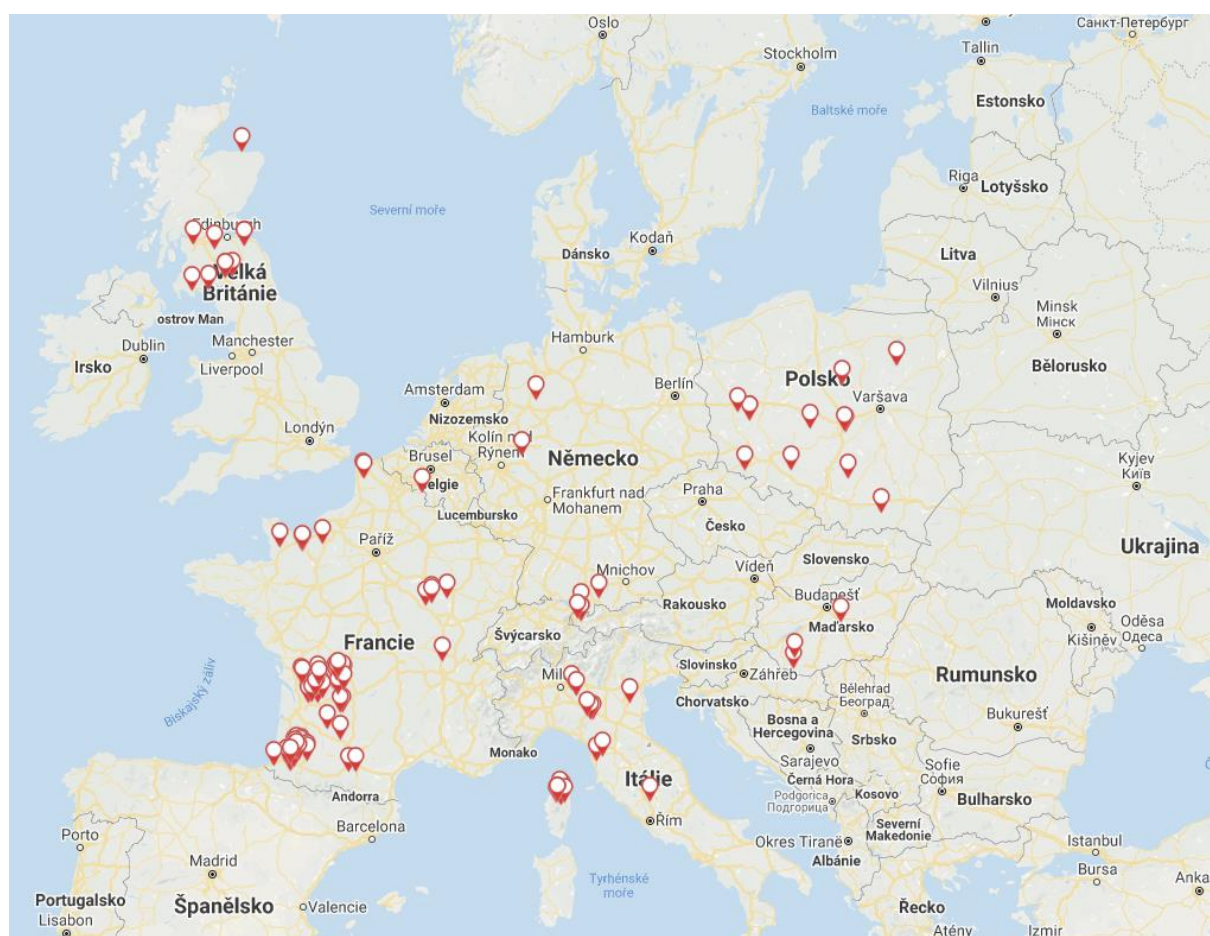 Oslo
Stockholm
Tallin
Санкт-Петербург
Estonsko
Baltské moře
Riga
Lotyšsko
Severní moře
Edinburgh
Kodaň
Dánsko
Litva
Vilnius
Velká
Británie
ostrov Man
Minsk
Мінск
Dublin
Irsko
Manchester
Liverpool
Hamburk
Bělorusko
Polsko
Varšava
Amsterdam
Nizozemsko
Berlín
Londýn
Kolín nad
Rýnem
Brusel
Belgie
Německo
Kyjev
Київ
Frankfurt nad
Mohanem
Praha
Lucembursko
Česko
Paříž
Ukrajina
Slovensko
Vídeň
Mnichov
Budapešť
Rakousko
Maďarsko
Moldavsko
Kišiněv
Oděsa
Одеса
Švýcarsko
Francie
Slovinsko
Záhřeb
Rumunsko
Biskajský záliv
Chorvatsko
Bělehrad
Београд
Bosna a
Hercegovina
Bukurešť
Monako
Srbsko
Sarajevo
Itálie
Černá Hora
Sofie
София
Podgorica
Подгорица
Kosovo
Bulharsko
Andorra
Řím
Severní
Makedonie
Barcelona
Porto
Okres Tiranë
Albánie
Istanbul
Bursa
Madrid
Tyrhénské
moře
Portugalsko
Španělsko
Valencie
Řecko
Lisabon
Atény
Izmir